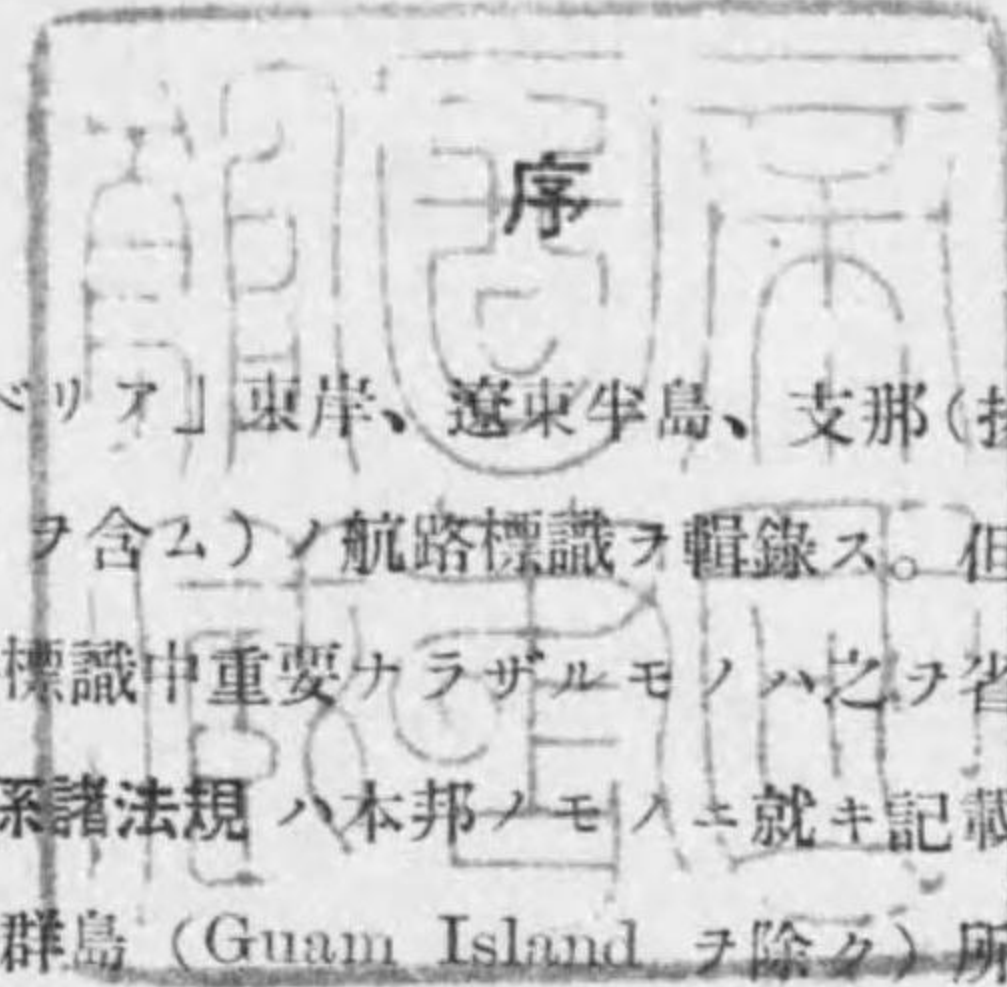 序
ベリア」東岸、遼東半島、支那(
ヲ含ム)ノ航路標識ヲ輯錄ス。但
標識中重要ナラザルモノハ之ヲ省
系諸法規 ハ本邦ノモノニ就キ記載
群島 (Guam Island ヲ除ク) 所